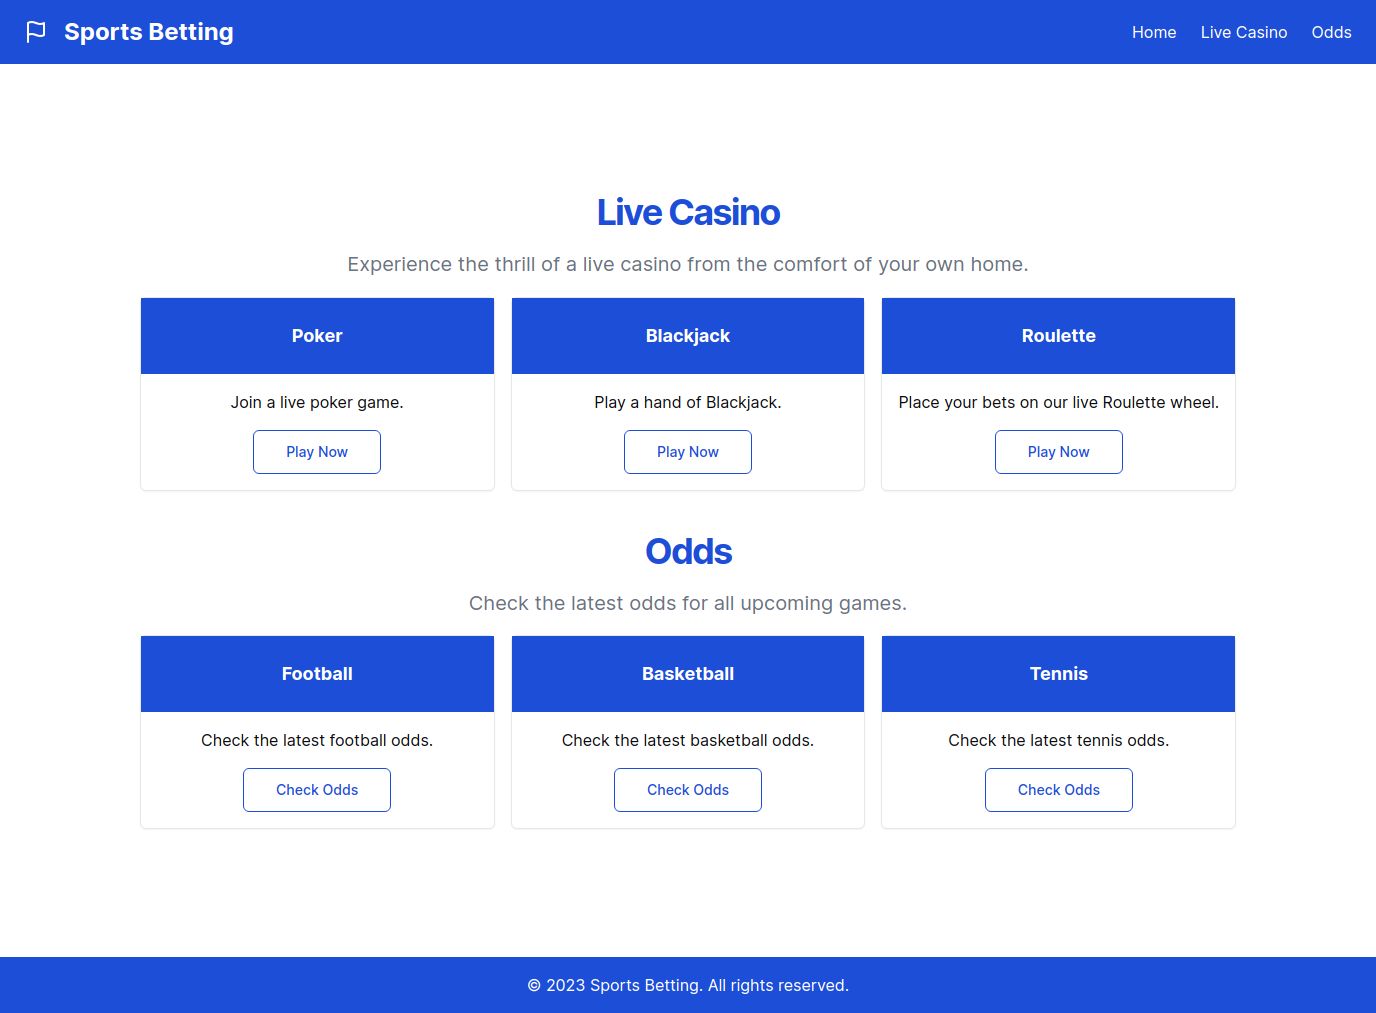 Sports Betting
Home
Live Casino
Odds
Live Casino
Experience the thrill of a live casino from the comfort of your own home.
Poker
Join a live poker game.
Play Now
Blackjack
Play a hand of Blackjack.
Play Now
Roulette
Place your bets on our live Roulette wheel.
Play Now
Odds
Check the latest odds for all upcoming games.
Football
Check the latest football odds.
Check Odds
Basketball
Check the latest basketball odds.
Check Odds
Tennis
Check the latest tennis odds.
Check Odds
© 2023 Sports Betting. All rights reserved.